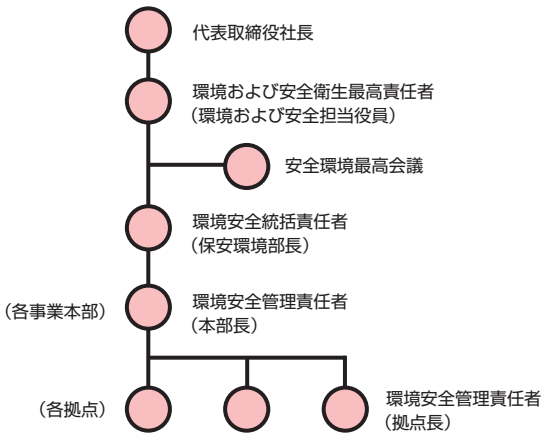 代表取締役社長
環境および安全衛生最高責任者
（環境および安全担当役員）
安全環境最高会議
環境安全統括責任者
（保安環境部長）
（各事業本部）
環境安全管理責任者
（本部長）
（各拠点）
環境安全管理責任者
（拠点長）